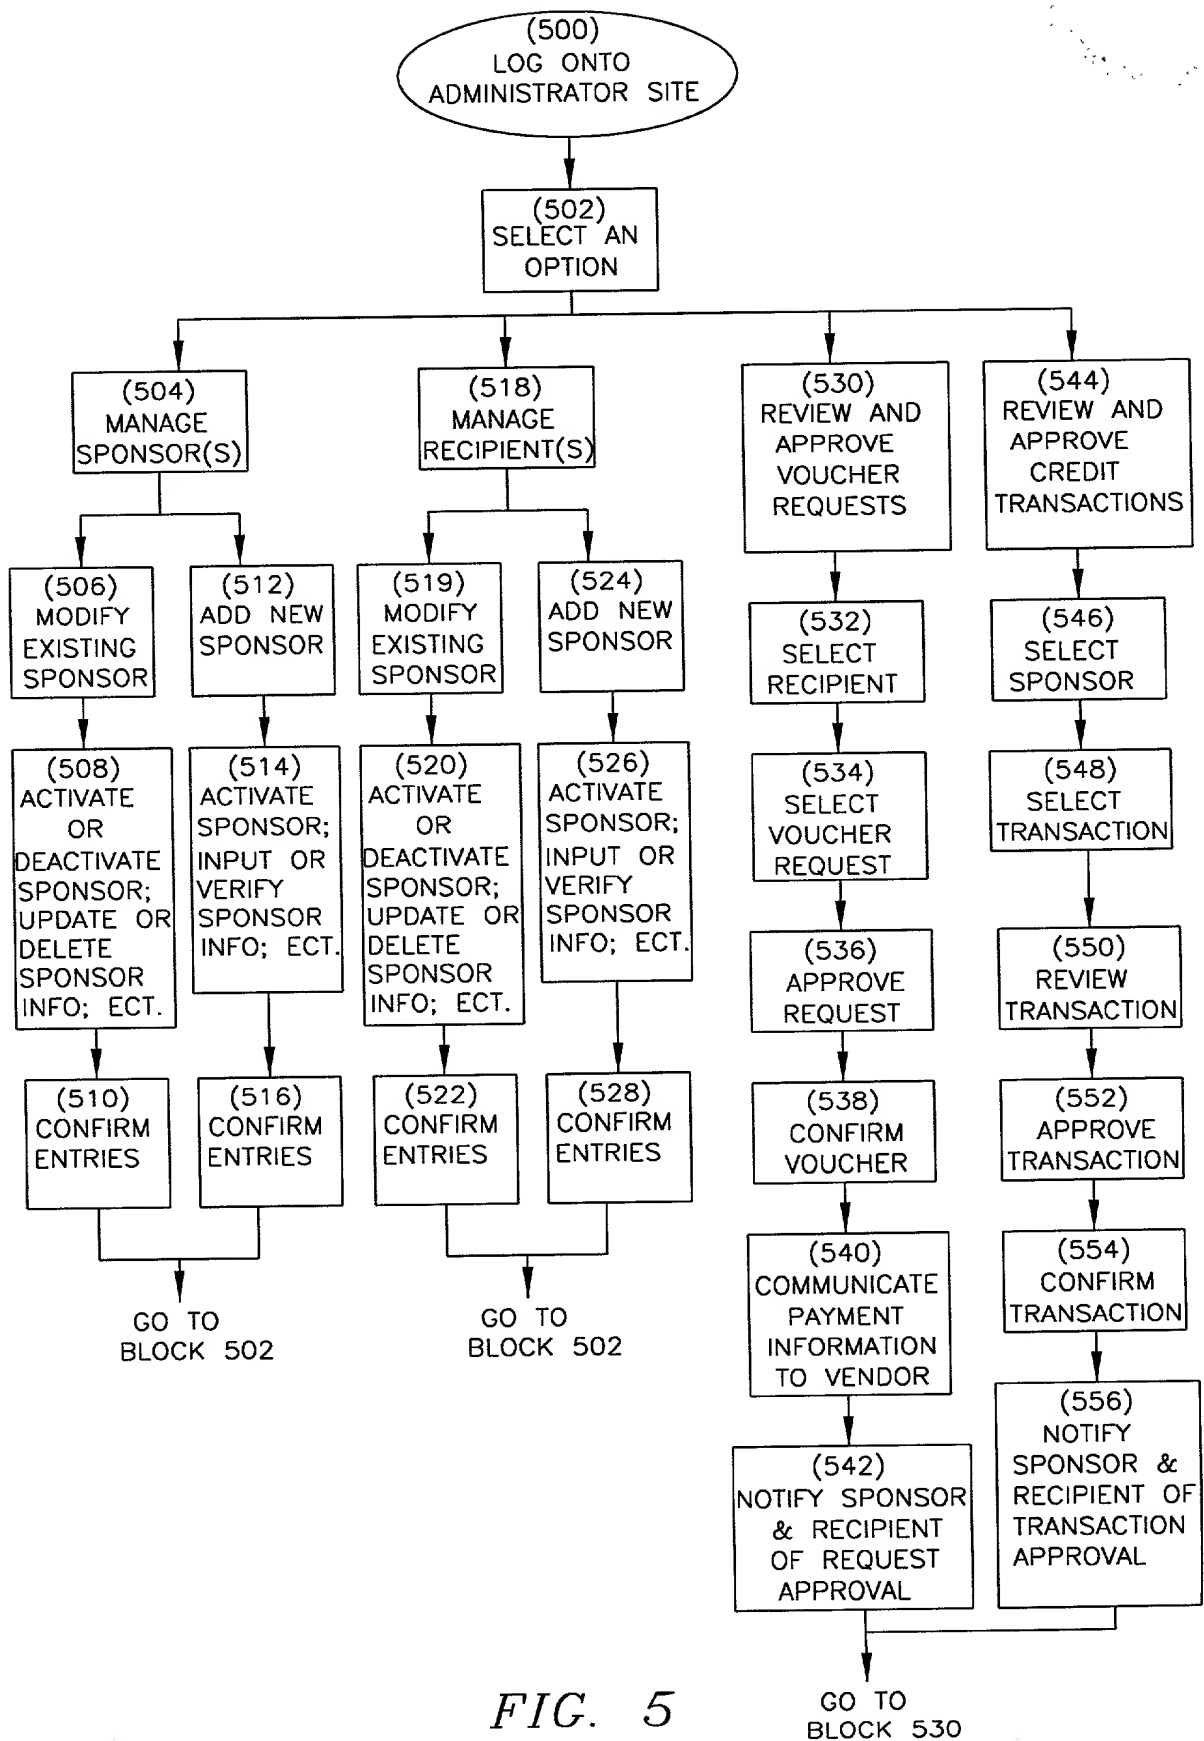 (500)
LOG ONTO
ADMINISTRATOR SITE
(502)
SELECT AN
OPTION
(504)
MANAGE
SPONSOR(S)
(518)
MANAGE
RECIPIENT(S)
(530)
REVIEW AND
APPROVE
VOUCHER
REQUESTS
(544)
REVIEW AND
APPROVE
CREDIT
TRANSACTIONS
(506)
MODIFY
EXISTING
SPONSOR
(512)
ADD NEW
SPONSOR
(519)
MODIFY
EXISTING
SPONSOR
(524)
ADD NEW
SPONSOR
(532)
SELECT
RECIPIENT
(546)
SELECT
SPONSOR
(508)
ACTIVATE
OR
DEACTIVATE
SPONSOR;
UPDATE OR
DELETE
SPONSOR
INFO; ECT.
(514)
ACTIVATE
SPONSOR;
INPUT OR
VERIFY
SPONSOR
INFO; ECT.
(520)
ACTIVATE
OR
DEACTIVATE
SPONSOR;
UPDATE OR
DELETE
SPONSOR
INFO; ECT.
(526)
ACTIVATE
SPONSOR;
INPUT OR
VERIFY
SPONSOR
INFO; ECT.
(534)
SELECT
VOUCHER
REQUEST
(548)
SELECT
TRANSACTION
(536)
APPROVE
REQUEST
(550)
REVIEW
TRANSACTION
(510)
CONFIRM
ENTRIES
(516)
CONFIRM
ENTRIES
(522)
CONFIRM
ENTRIES
(528)
CONFIRM
ENTRIES
(538)
CONFIRM
VOUCHER
(552)
APPROVE
TRANSACTION
GO TO
BLOCK 502
GO TO
BLOCK 502
(540)
COMMUNICATE
PAYMENT
INFORMATION
TO VENDOR
(554)
CONFIRM
TRANSACTION
(542)
NOTIFY SPONSOR
& RECIPIENT
OF REQUEST
APPROVAL
(556)
NOTIFY
SPONSOR &
RECIPIENT OF
TRANSACTION
APPROVAL
GO TO
BLOCK 530
FIG. 5